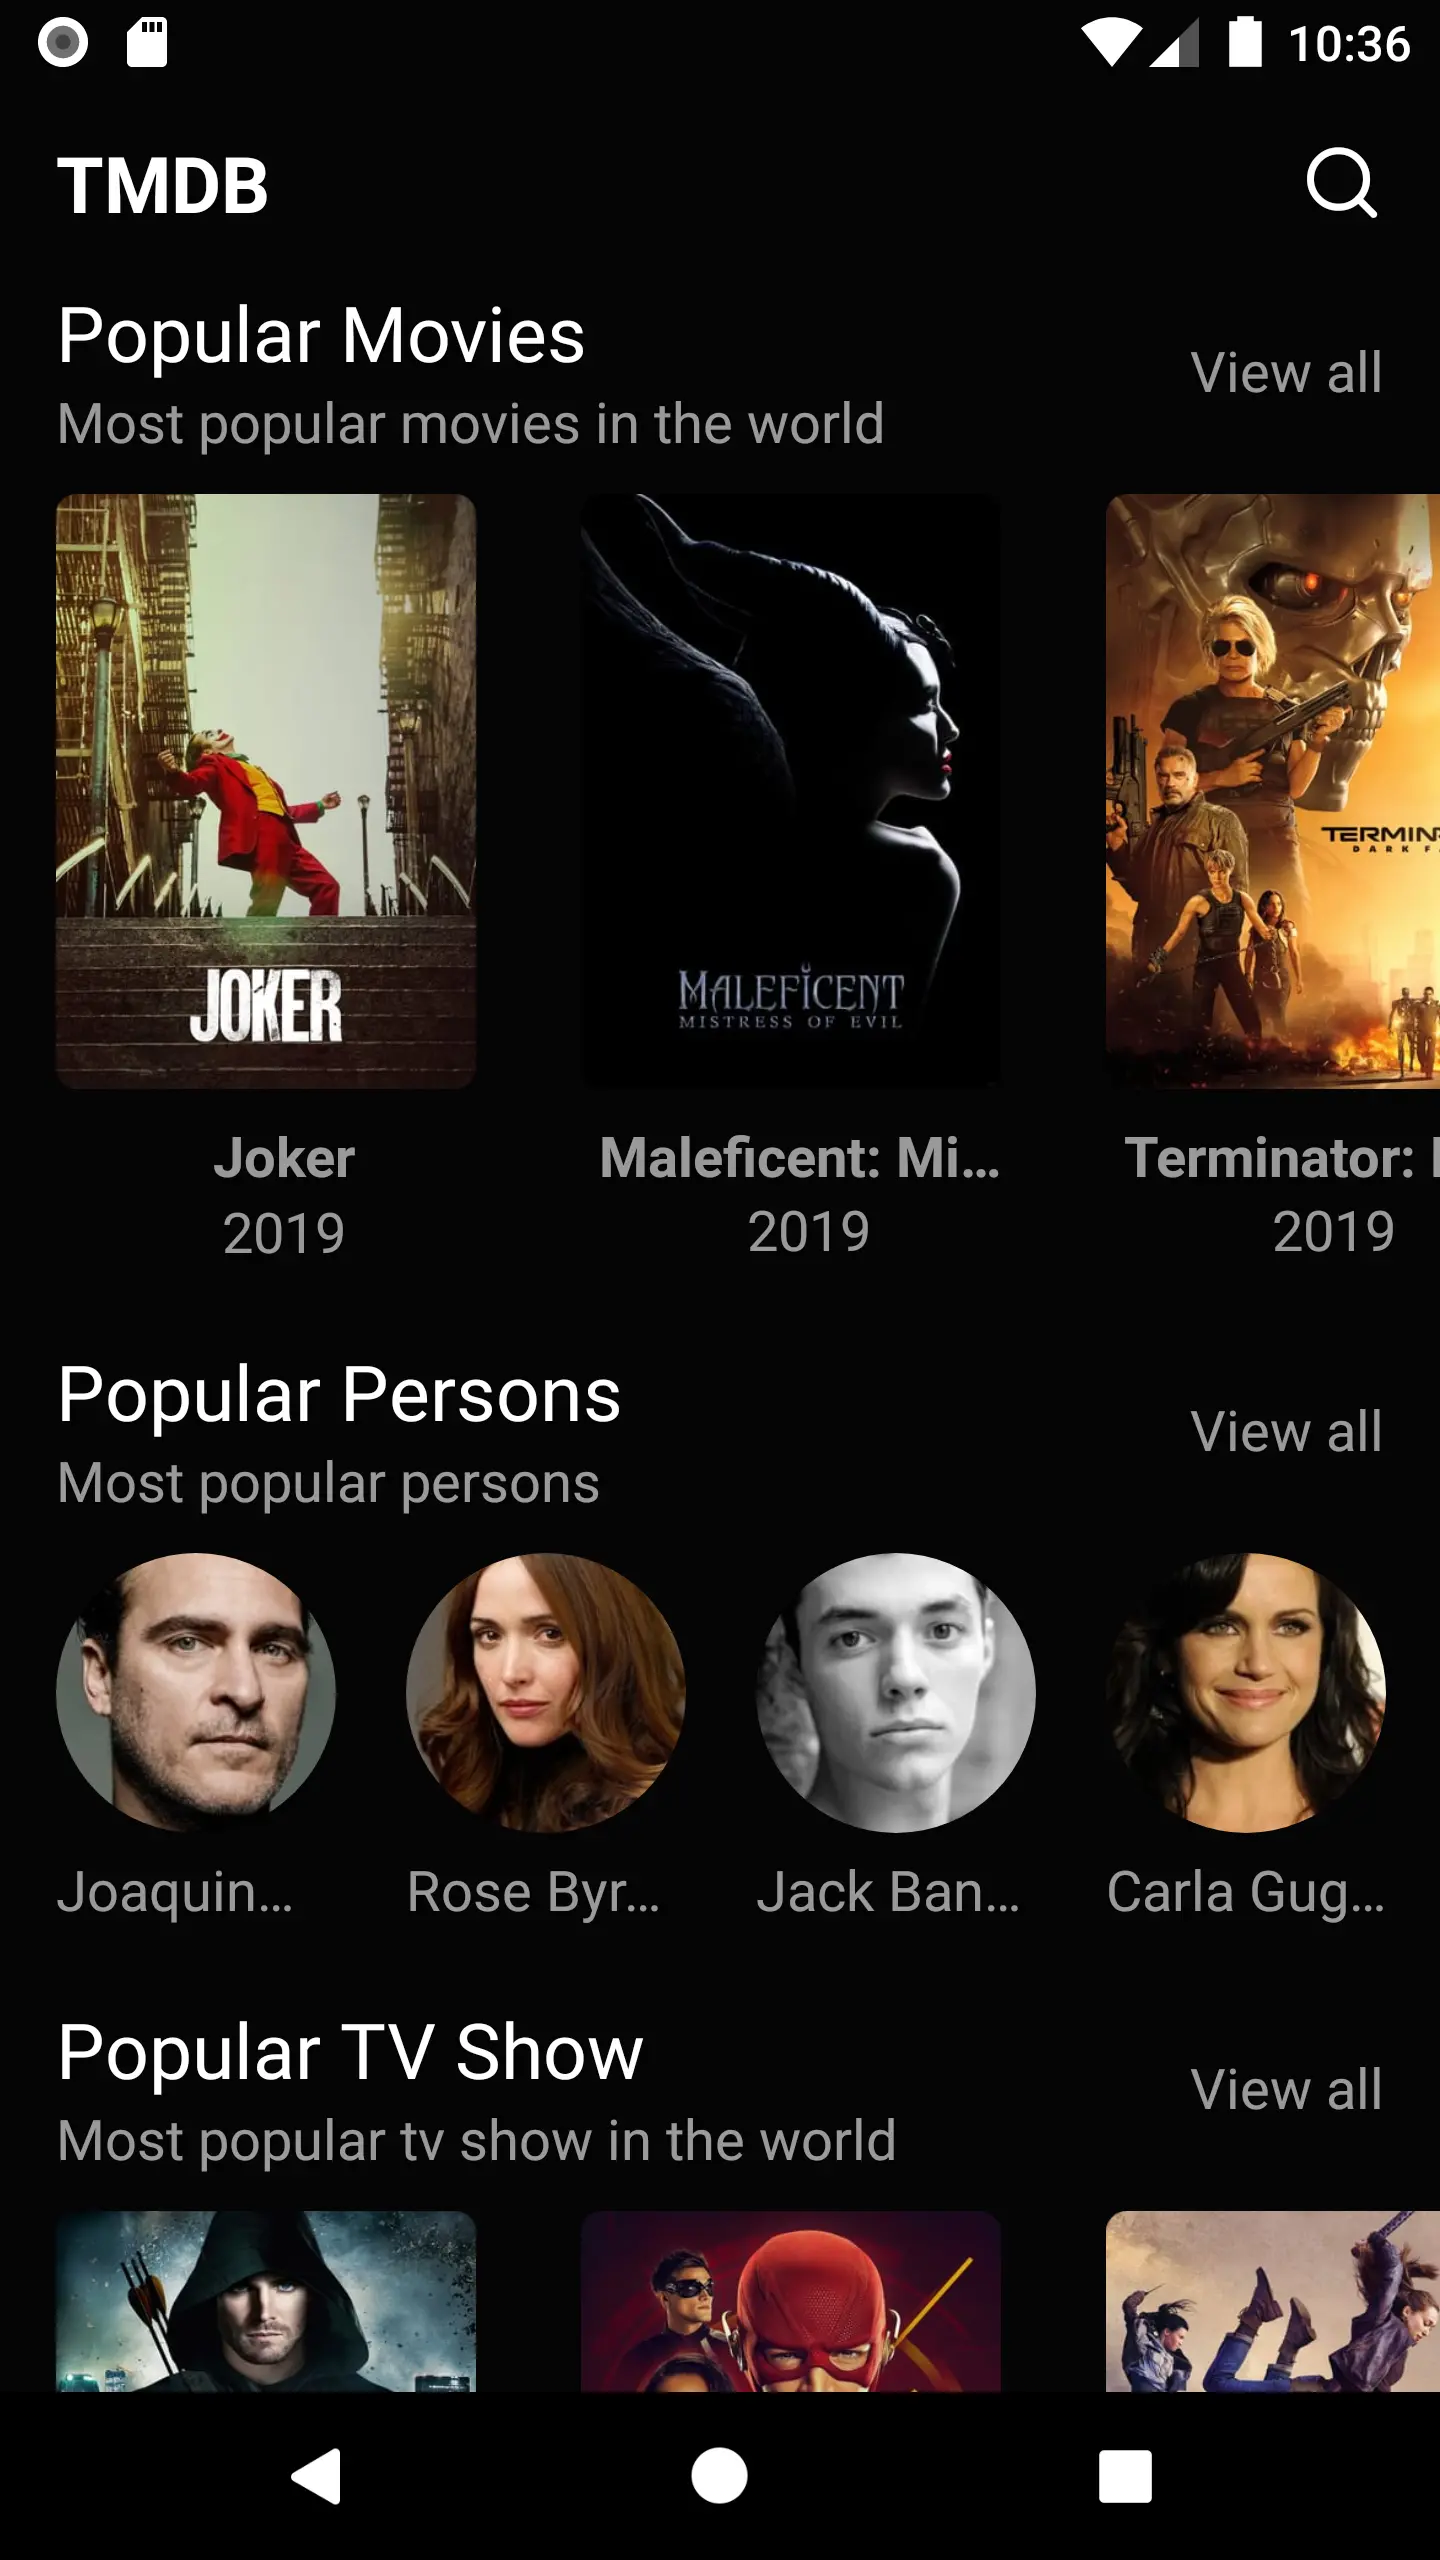 10:36
TMDB
Popular Movies
View all
Most popular movies in the world
JOKER
MALEFICENT
MISTRESS OF EVIL
TERMIN
DARK F
Joker
Maleficent: Mi...
Terminator:
2019
2019
2019
Popular Persons
View all
Most popular persons
Joaquin...
Rose Byr...
Jack Ban...
Carla Gug...
Popular TV Show
View all
Most popular tv show in the world